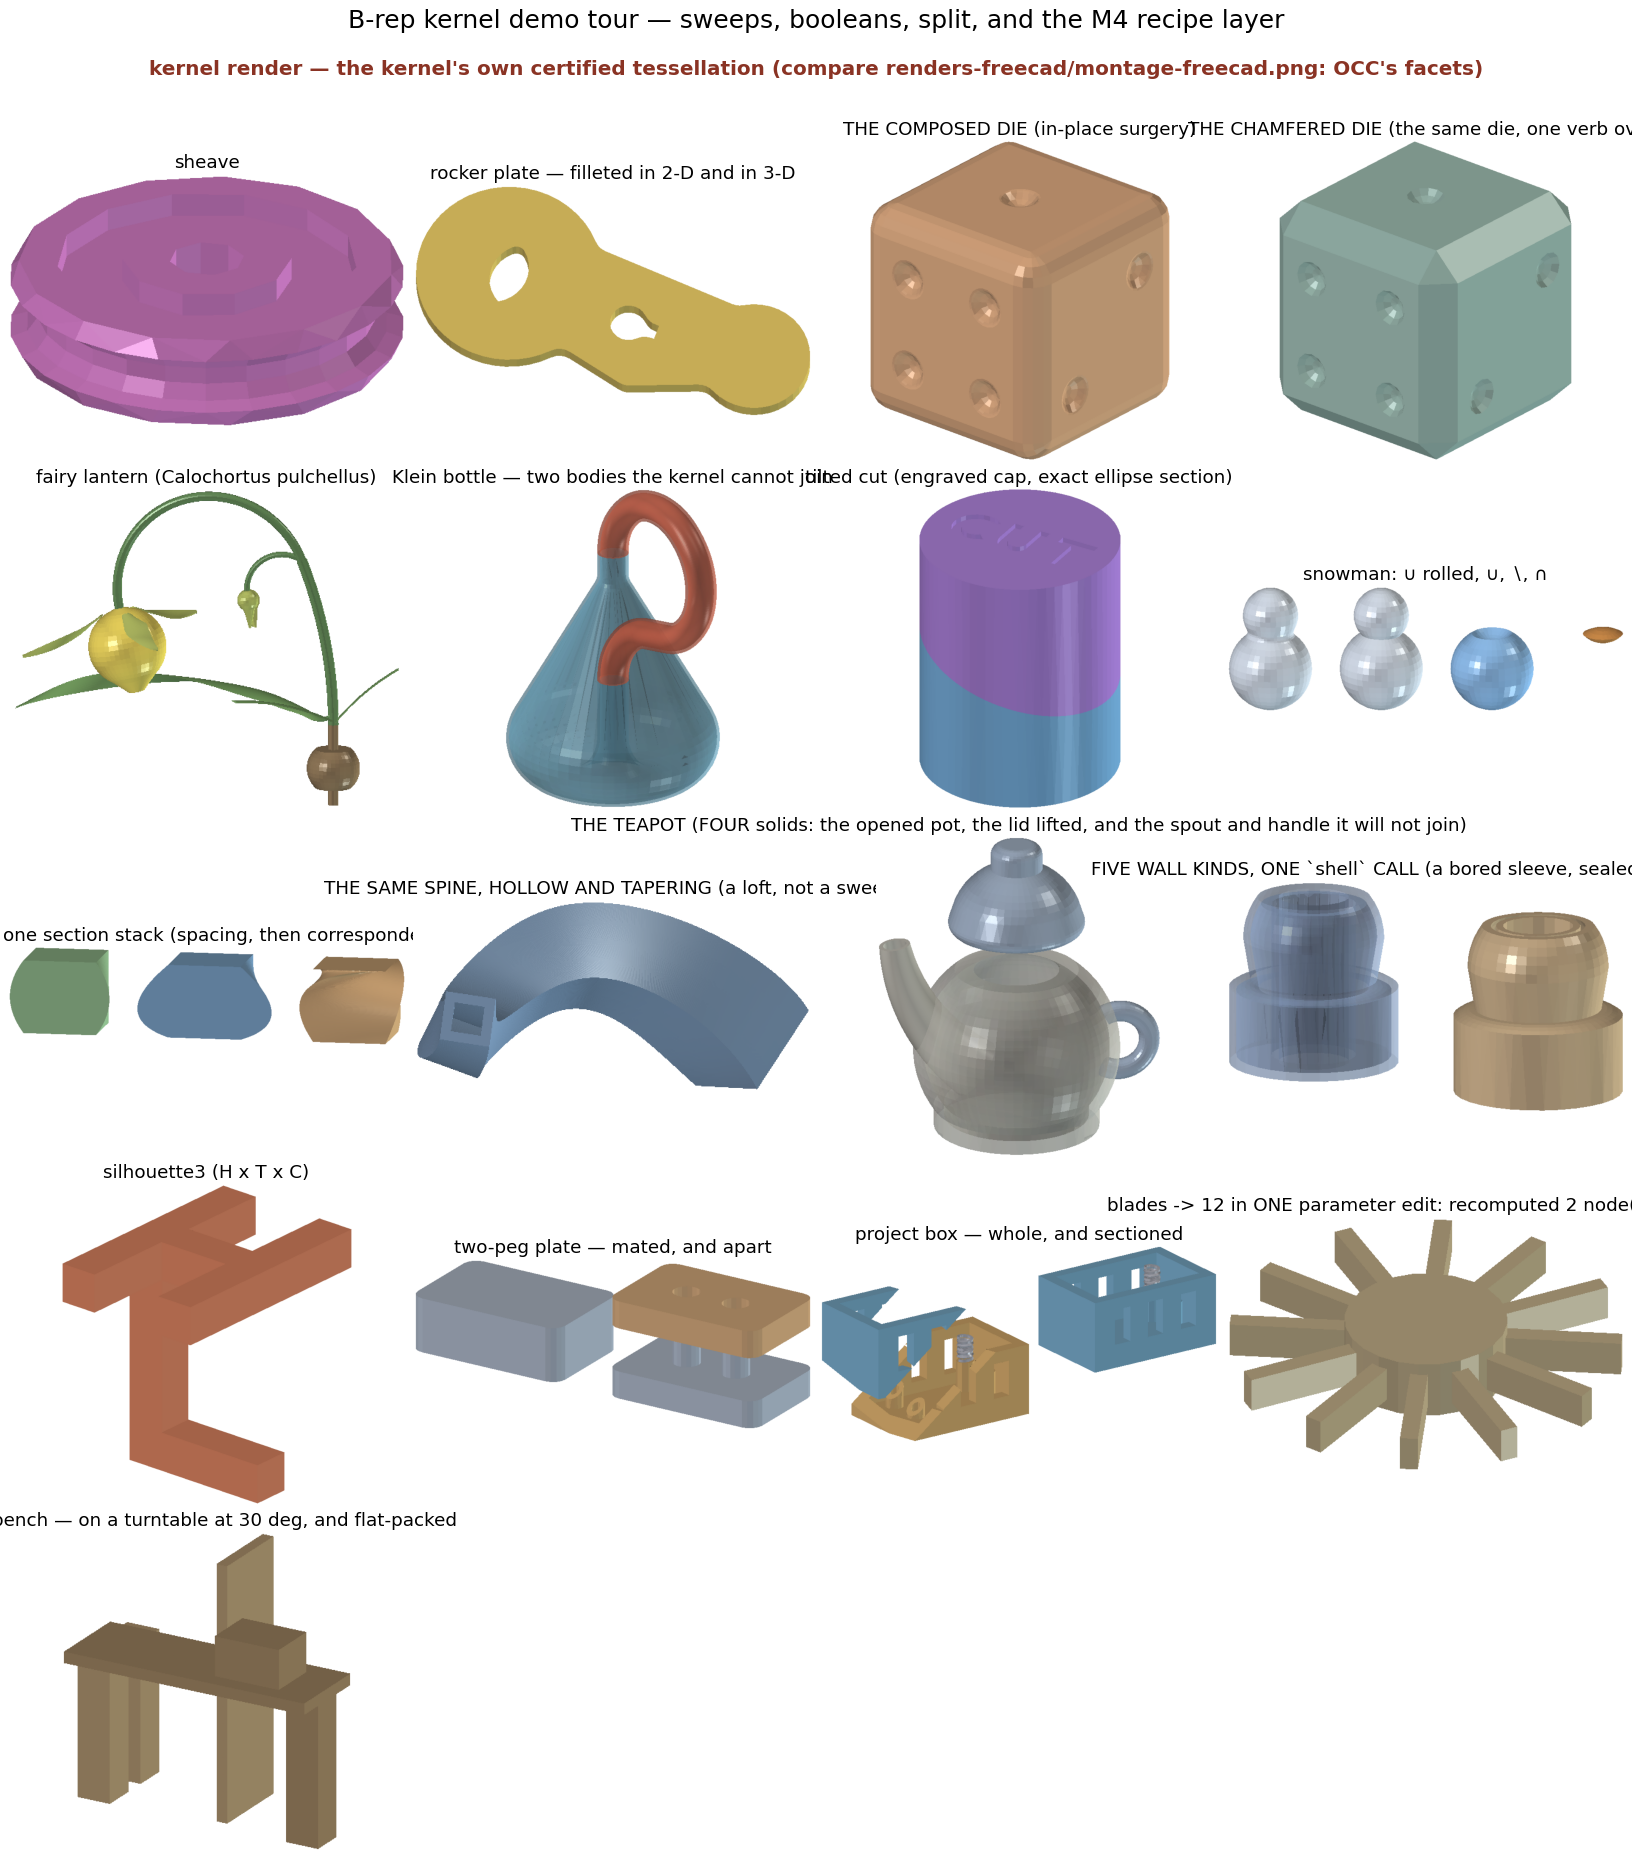 B-rep kernel demo tour — sweeps, booleans, split, and the M4 recipe layer
kernel render — the kernel's own certified tessellation (compare renders-freecad/montage-freecad.png: OCC's facets)
THE COMPOSED DIE (in-place surgery)
THE CHAMFERED DIE (the same die, one verb ov
sheave
rocker plate — filleted in 2-D and in 3-D
fairy lantern (Calochortus pulchellus)
Klein bottle — two bodies the kernel cannot join
tilted cut (engraved cap, exact ellipse section)
CUT
snowman: ∪ rolled, ∪, \, ∩
THE TEAPOT (FOUR solids: the opened pot, the lid lifted, and the spout and handle it will not join)
FIVE WALL KINDS, ONE `shell` CALL (a bored sleeve, sealed
THE SAME SPINE, HOLLOW AND TAPERING (a loft, not a swee
one section stack (spacing, then corresponde
silhouette3 (H x T x C)
blades -> 12 in ONE parameter edit: recomputed 2 node(
project box — whole, and sectioned
two-peg plate — mated, and apart
bench — on a turntable at 30 deg, and flat-packed